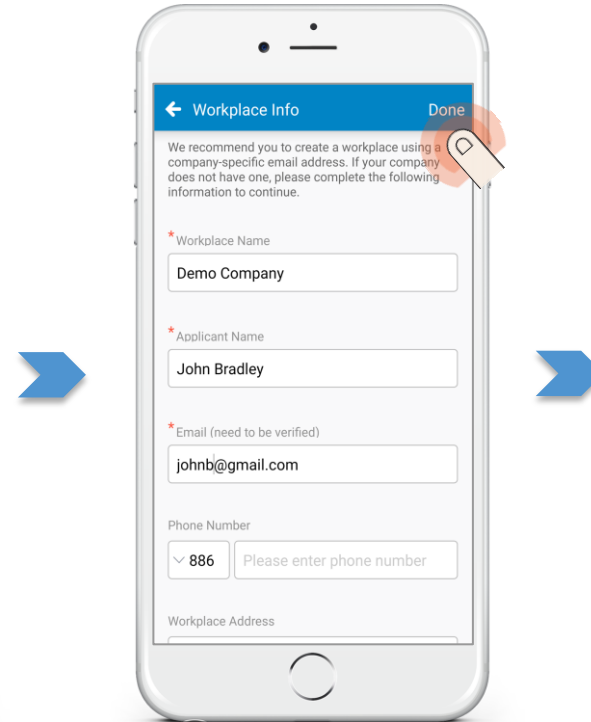 Workplace Info Done
We recommend you to create a workplace using a
company-specific email address. If your company
does not have one, please complete the following
information to continue.
*Workplace Name
Demo Company
*Applicant Name
John Bradley
*Email (need to be verified)
johnb@gmail.com
Phone Number
886 Please enter phone number
Workplace Address